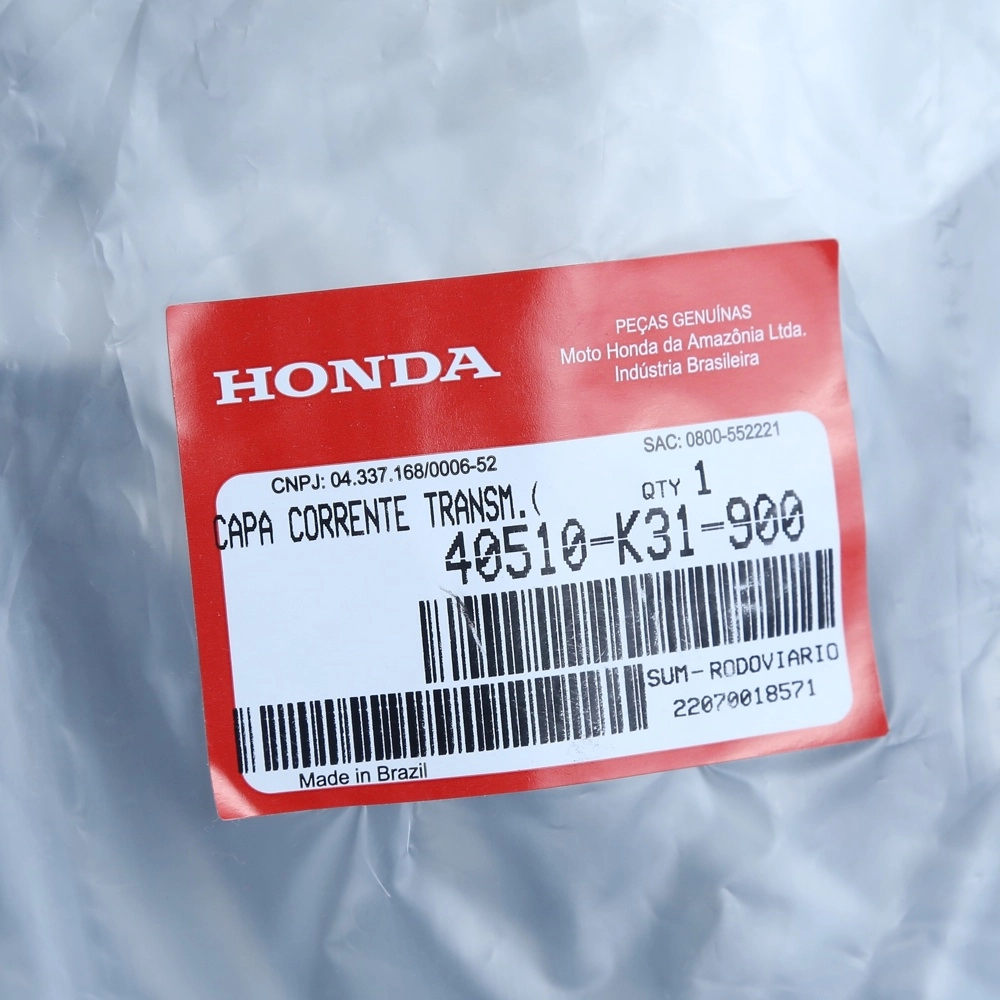 HONDA
PEÇAS GENUÍNAS
Moto Honda da Amazônia Ltda.
Indústria Brasileira
CNPJ: 04.337.168/0006-52
SAC: 0800-552221
CAPA CORRENTE TRANSM.(
QTY 1
40510-K31-900
SUM-RODOVIARIO
22070018571
Made in Brazil